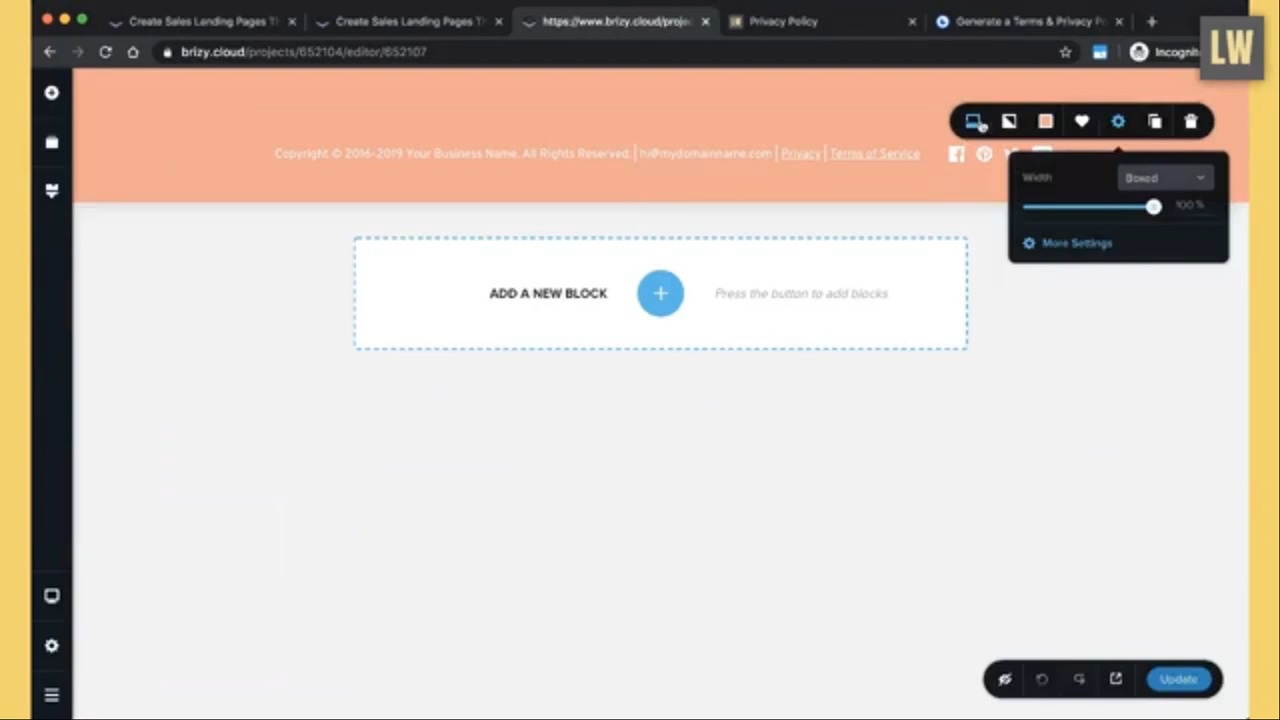 Create Sales Landing Pages Th
Create Sales Landing Pages Th
https://www.brizy.cloud/proje
Privacy Policy
Generate a Terms & Privacy Po
brizy.cloud/projects/652104/editor/652107
Incognito
LW
Copyright © 2016-2019 Your Business Name. All Rights Reserved. | hi@mydomainname.com | Privacy | Terms of Service
Width
Boxed
100 %
More Settings
ADD A NEW BLOCK
Press the button to add blocks
Update